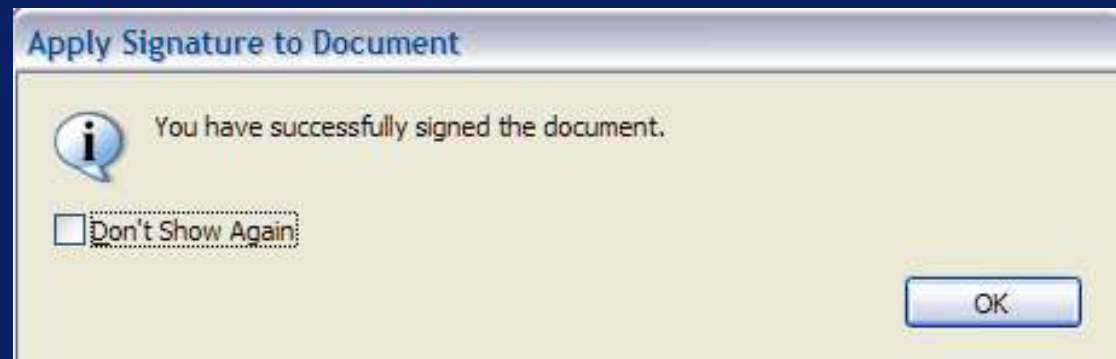 Apply Signature to Document
You have successfully signed the document.
Don't Show Again
OK